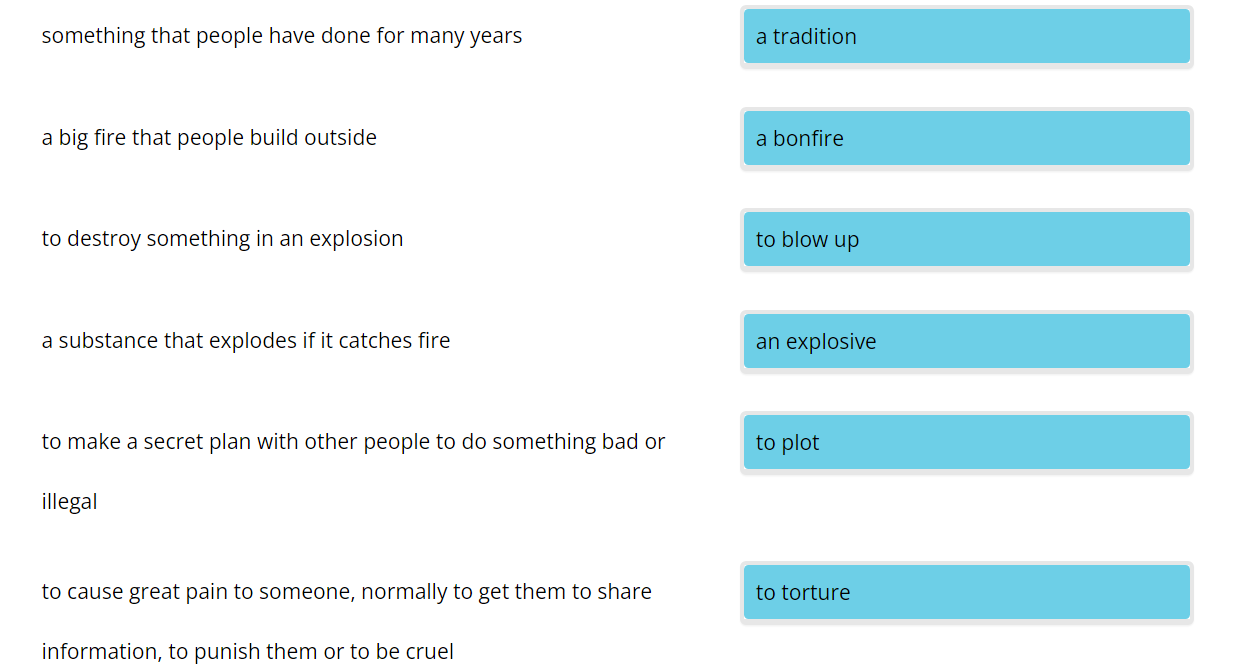 something that people have done for many years
a tradition
a big fire that people build outside
a bonfire
to destroy something in an explosion
to blow up
a substance that explodes if it catches fire
an explosive
to make a secret plan with other people to do something bad or
illegal
to plot
to cause great pain to someone, normally to get them to share
information, to punish them or to be cruel
to torture